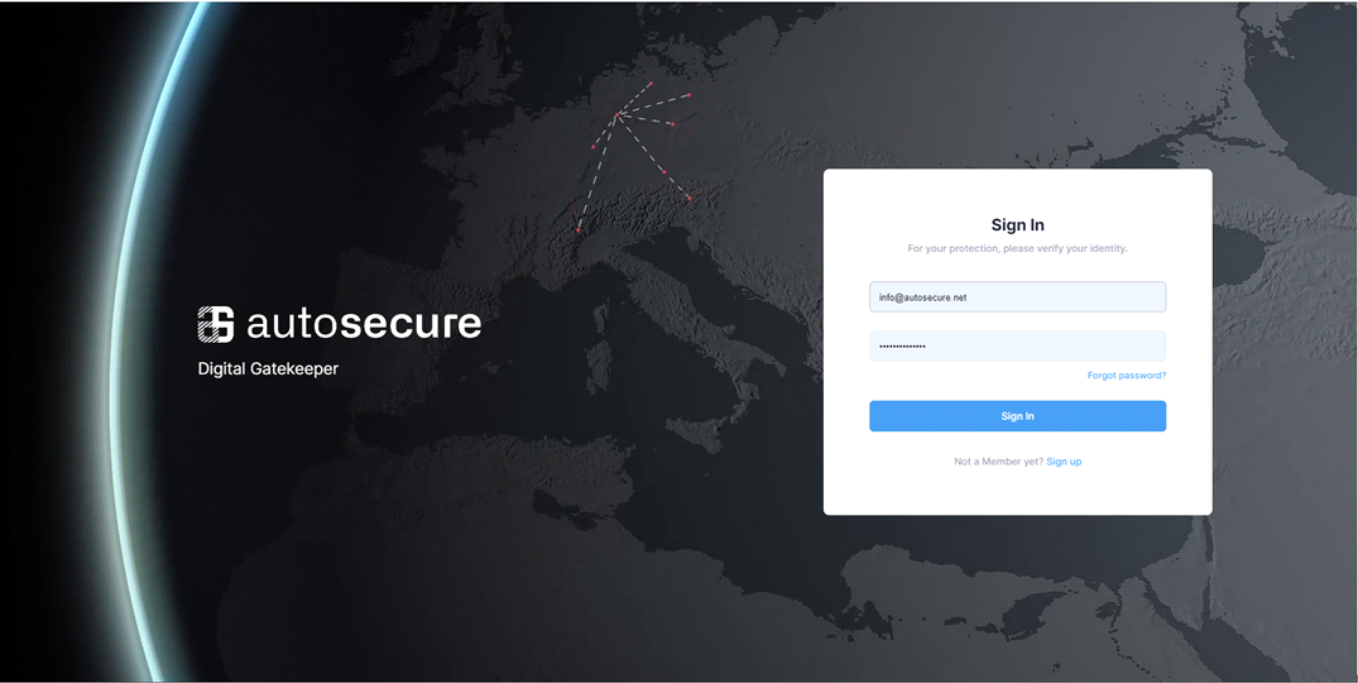 autosecure
Digital Gatekeeper
Sign In
For your protection, please verify your identity.
info@autosecure.net
••••••••••••••
Forgot password?
Sign In
Not a Member yet? Sign up